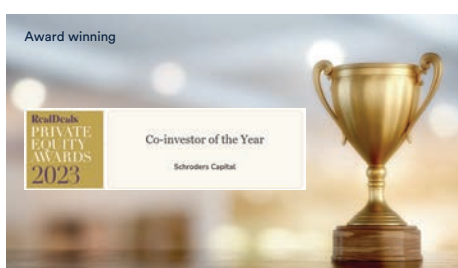 Award winning
RealDeals
PRIVATE
EQUITY
AWARDS
2023
Co-investor of the Year
Schroders Capital